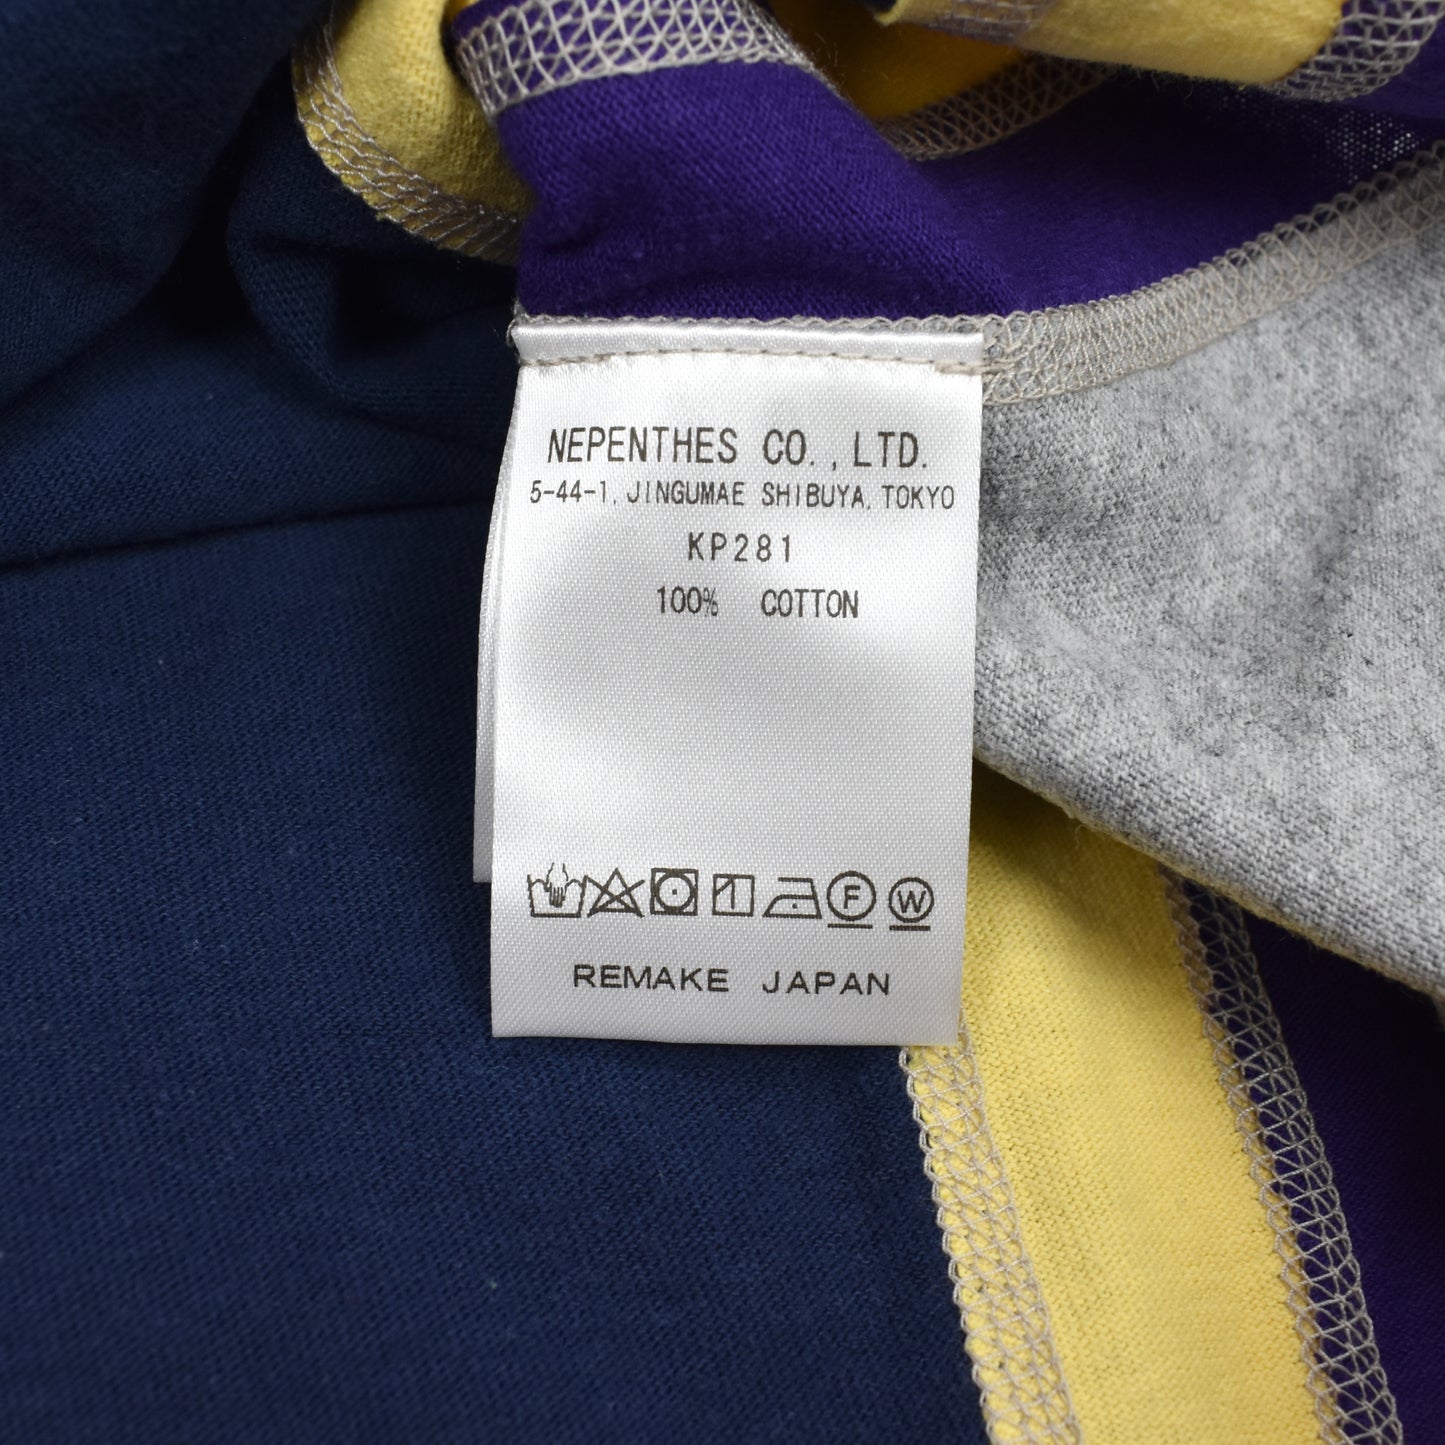 NEPENTHES CO., LTD.
5-44-1, JINGUMAE SHIBUYA, TOKYO
KP281
100% COTTON
F W
REMAKE JAPAN